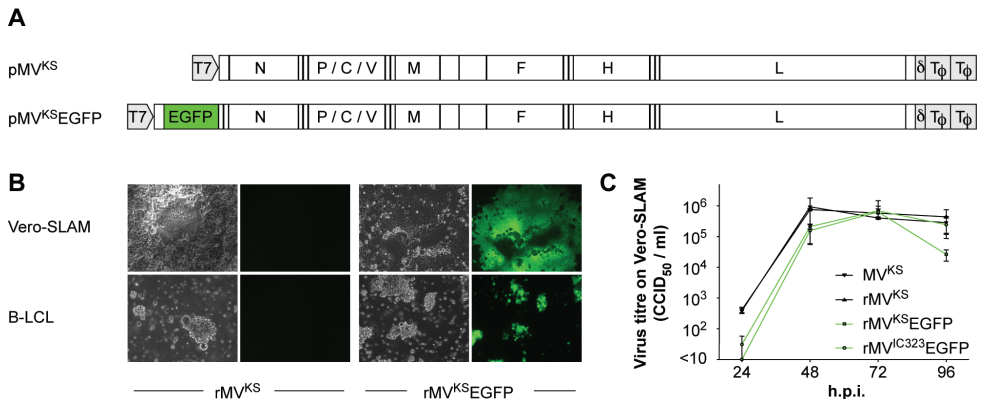 A
pMVᴷˢ T7 N P / C / V M F H L δ Tϕ Tϕ
pMVᴷˢEGFP T7 EGFP N P / C / V M F H L δ Tϕ Tϕ
B
Vero-SLAM
B-LCL
rMVᴷˢ rMVᴷˢEGFP
C
Virus titre on Vero-SLAM
(CCID₅₀ / ml)
10⁶
10⁵
10⁴
10³
10²
<10
24 48 72 96
h.p.i.
MVᴷˢ
rMVᴷˢ
rMVᴷˢEGFP
rMVᴵᶜ³²³EGFP